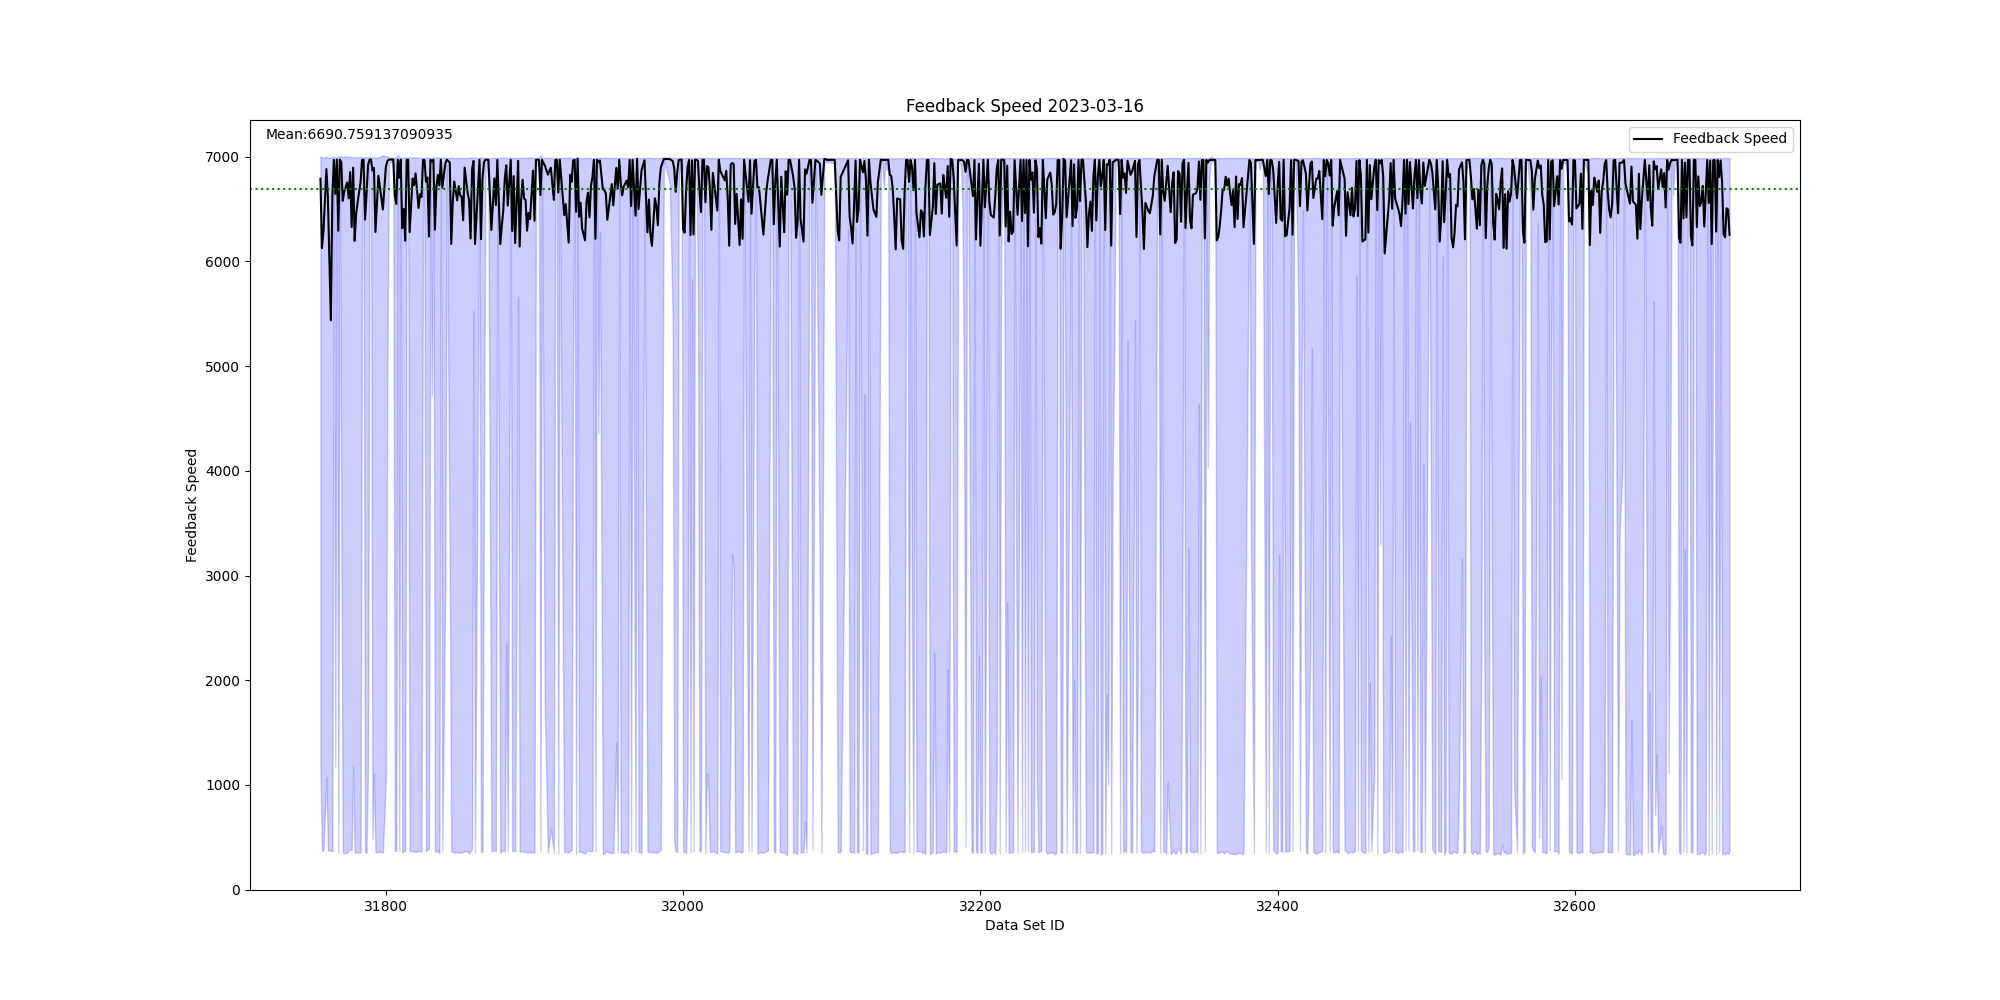 Feedback Speed 2023-03-16
Mean:6690.759137090935
Feedback Speed
7000
6000
5000
4000
3000
2000
1000
0
Feedback Speed
31800
32000
32200
32400
32600
Data Set ID